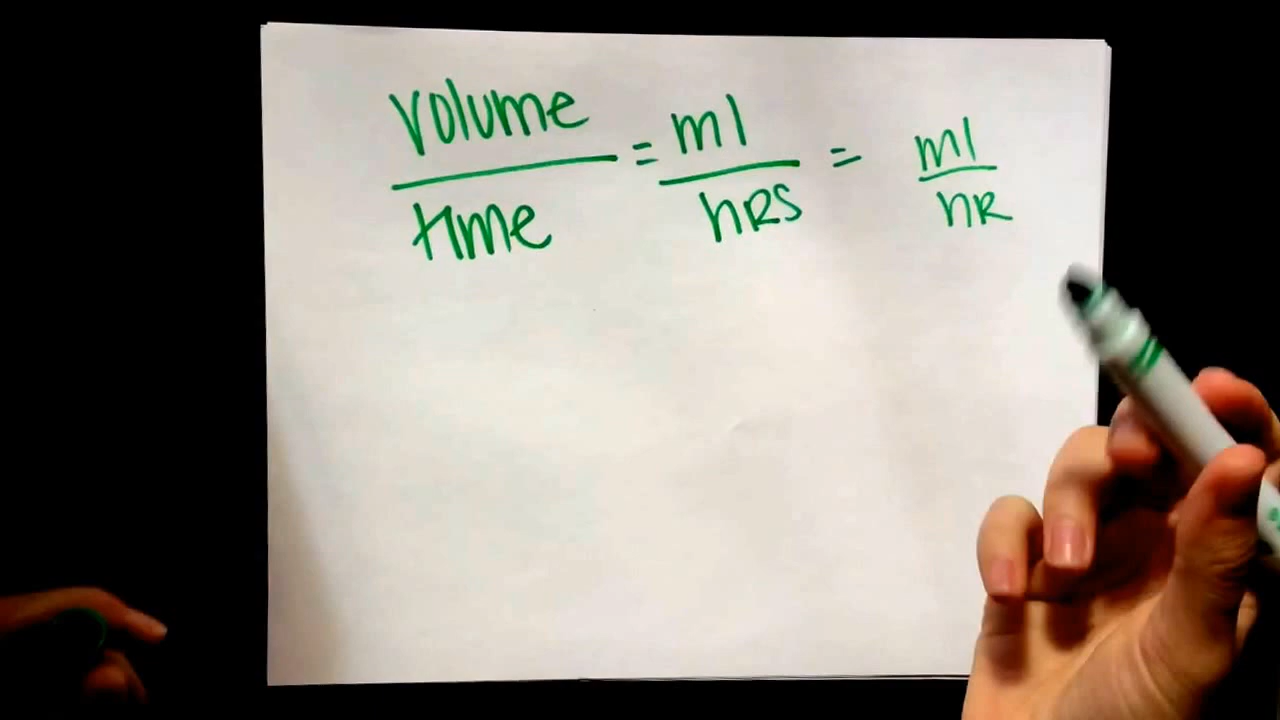 volume = ml = ml
time hRS hR